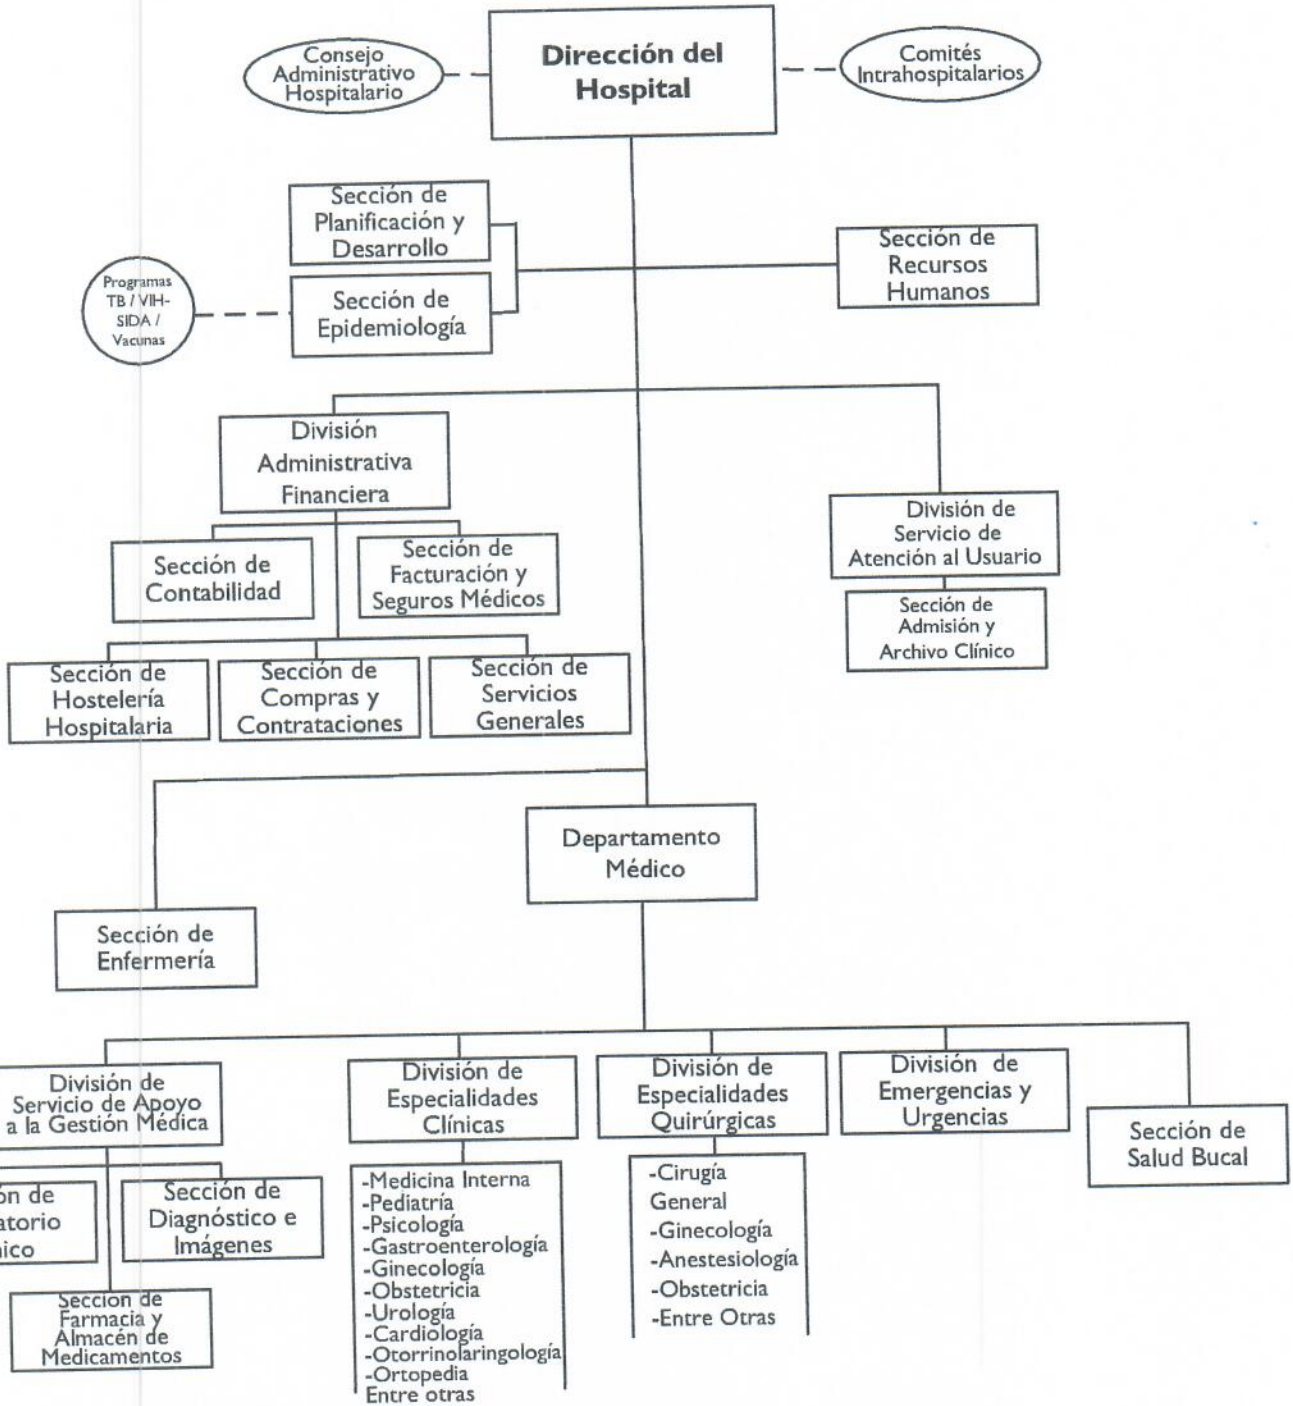 Consejo
Administrativo
Hospitalario
Dirección del
Hospital
Comités
Intrahospitalarios
Sección de
Planificación y
Desarrollo
Sección de
Recursos
Humanos
Programas
TB / VIH-
SIDA /
Vacunas
Sección de
Epidemiología
División
Administrativa
Financiera
División de
Servicio de
Atención al Usuario
Sección de
Contabilidad
Sección de
Facturación y
Seguros Médicos
Sección de
Admisión y
Archivo Clínico
Sección de
Hostelería
Hospitalaria
Sección de
Compras y
Contrataciones
Sección de
Servicios
Generales
Departamento
Médico
Sección de
Enfermería
División de
Servicio de Apoyo
a la Gestión Médica
División de
Especialidades
Clínicas
División de
Especialidades
Quirúrgicas
División de
Emergencias y
Urgencias
Sección de
Salud Bucal
ón de
atorio
nico
Sección de
Diagnóstico e
Imágenes
Sección de
Farmacia y
Almacén de
Medicamentos
-Medicina Interna
-Pediatría
-Psicología
-Gastroenterología
-Ginecología
-Obstetricia
-Urología
-Cardiología
-Otorrinolaringología
-Ortopedia
Entre otras
-Cirugía
General
-Ginecología
-Anestesiología
-Obstetricia
-Entre Otras